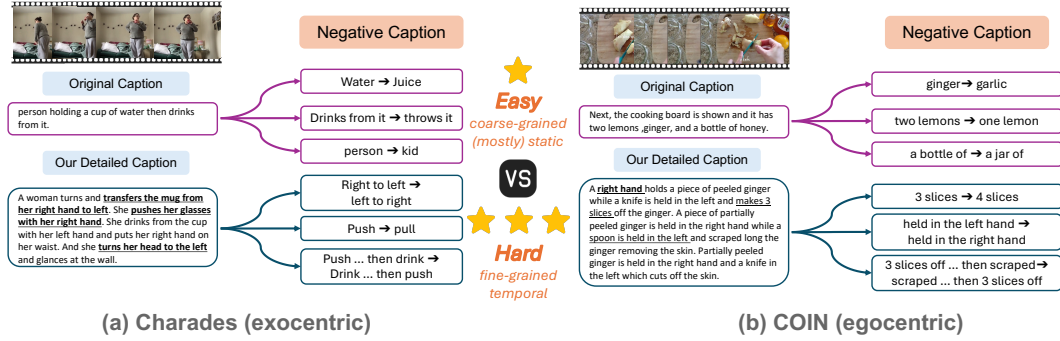 Negative Caption
Original Caption
person holding a cup of water then drinks
from it.
Water ➔ Juice
Drinks from it ➔ throws it
person ➔ kid
Our Detailed Caption
A woman turns and transfers the mug from
her right hand to left. She pushes her glasses
with her right hand. She drinks from the cup
with her left hand and puts her right hand on
her waist. And she turns her head to the left
and glances at the wall.
Right to left ➔
left to right
Push ➔ pull
Push ... then drink ➔
Drink ... then push
(a) Charades (exocentric)
Easy
coarse-grained
(mostly) static
VS
Hard
fine-grained
temporal
Negative Caption
Original Caption
Next, the cooking board is shown and it has
two lemons ,ginger, and a bottle of honey.
ginger➔ garlic
two lemons ➔ one lemon
a bottle of ➔ a jar of
Our Detailed Caption
A right hand holds a piece of peeled ginger
while a knife is held in the left and makes 3
slices off the ginger. A piece of partially
peeled ginger is held in the right hand while a
spoon is held in the left and scraped long the
ginger removing the skin. Partially peeled
ginger is held in the right hand and a knife in
the left which cuts off the skin.
3 slices ➔ 4 slices
held in the left hand ➔
held in the right hand
3 slices off ... then scraped➔
scraped ... then 3 slices off
(b) COIN (egocentric)